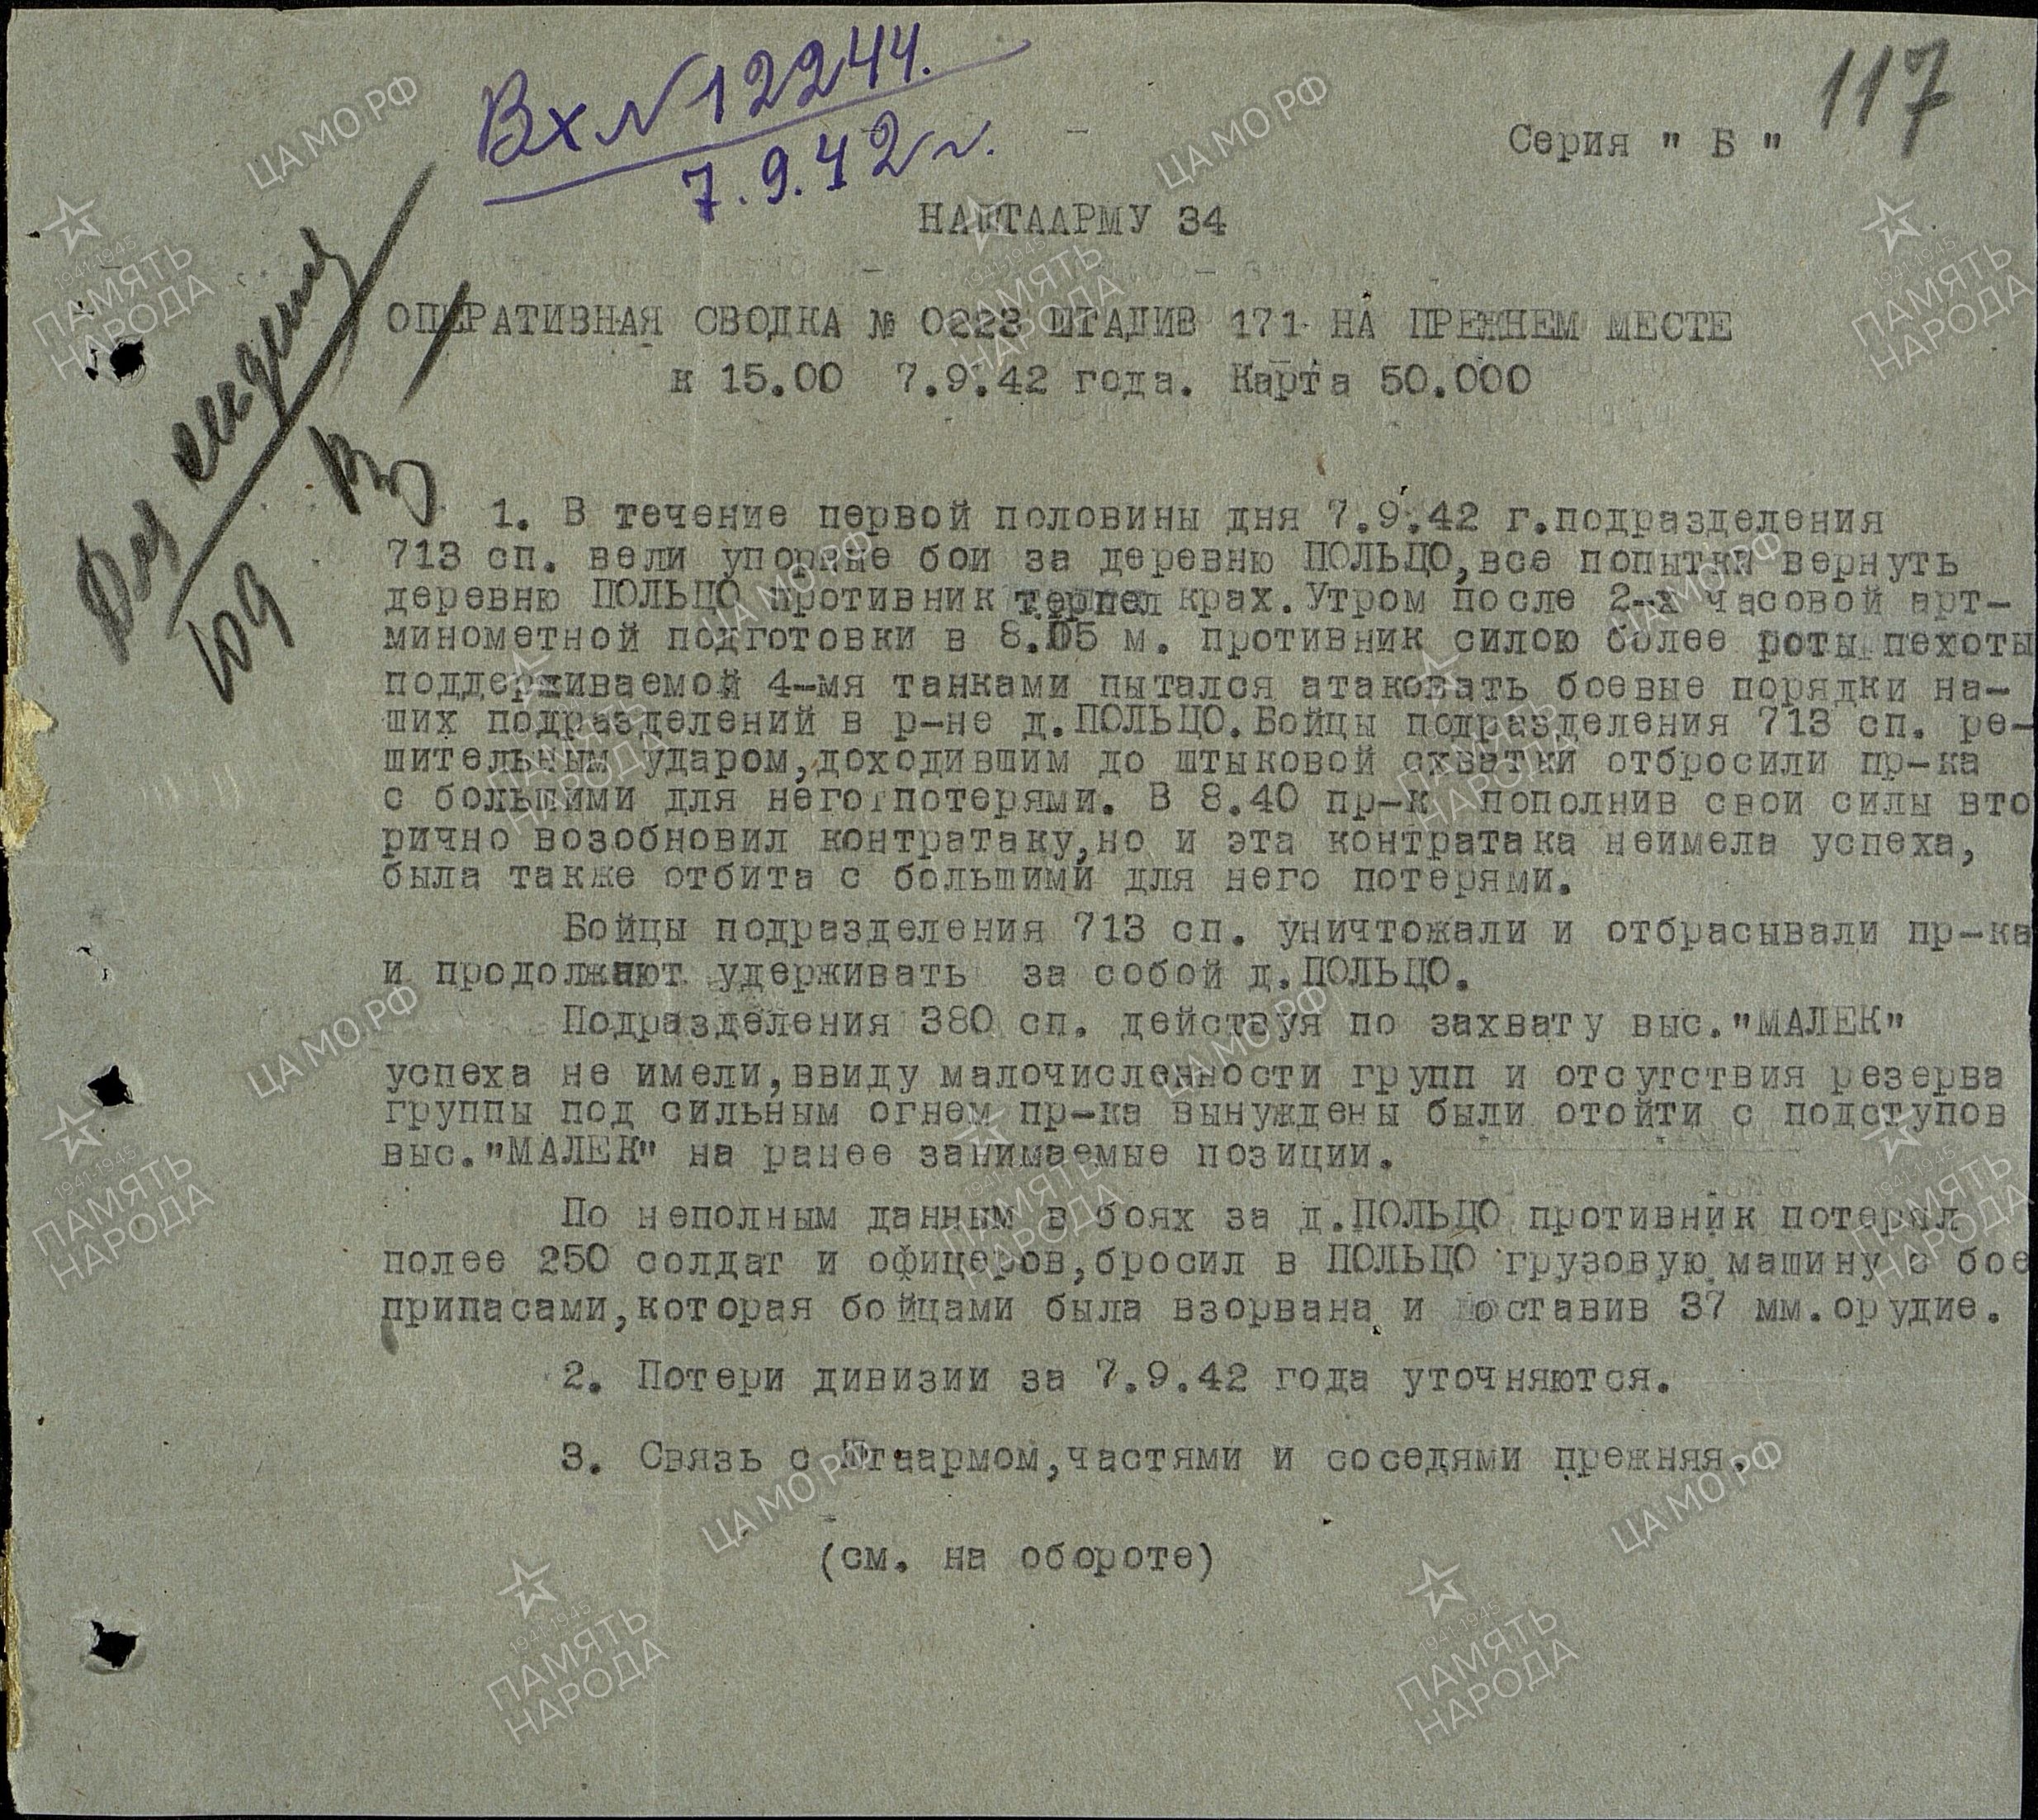 Вх № 12244.
7.9.42 г.
117
Серия " Б "
НАШТААРМУ 34
ОПЕРАТИВНАЯ СВОДКА № 0223 ШТАДИВ 171 НА ПРЕЖНЕМ МЕСТЕ
к 15.00 7.9.42 года. Карта 50.000
1. В течение первой половины дня 7.9.42 г.подразделения
713 сп. вели упорные бои за деревню ПОЛЬЦО,все попытки вернуть
деревню ПОЛЬЦО противник терпел крах.Утром после 2-х часовой арт-
минометной подготовки в 8.05 м. противник силою более роты пехоты
поддерживаемой 4-мя танками пытался атаковать боевые порядки на-
ших подразделений в р-не д.ПОЛЬЦО.Бойцы подразделения 713 сп. ре-
шительным ударом,доходившим до штыковой схватки отбросили пр-ка
с большими для него потерями. В 8.40 пр-к пополнив свои силы вто
рично возобновил контратаку,но и эта контратака неимела успеха,
была также отбита с большими для него потерями.
Бойцы подразделения 713 сп. уничтожали и отбрасывали пр-ка
и продолжают удерживать за собой д.ПОЛЬЦО.
Подразделения 380 сп. действуя по захвату выс."МАЛЕК"
успеха не имели,ввиду малочисленности групп и отсутствия резерва
группы под сильным огнем пр-ка вынуждены были отойти с подступов
выс."МАЛЕК" на ранее занимаемые позиции.
По неполным данным в боях за д.ПОЛЬЦО противник потерял
полее 250 солдат и офицеров,бросил в ПОЛЬЦО грузовую машину с бое
припасами,которая бойцами была взорвана и оставив 37 мм.орудие.
2. Потери дивизии за 7.9.42 года уточняются.
3. Связь с Штаармом,частями и соседями прежняя.
(см. на обороте)
ЦА МО РФ
1941-1945
ПАМЯТЬ
НАРОДА